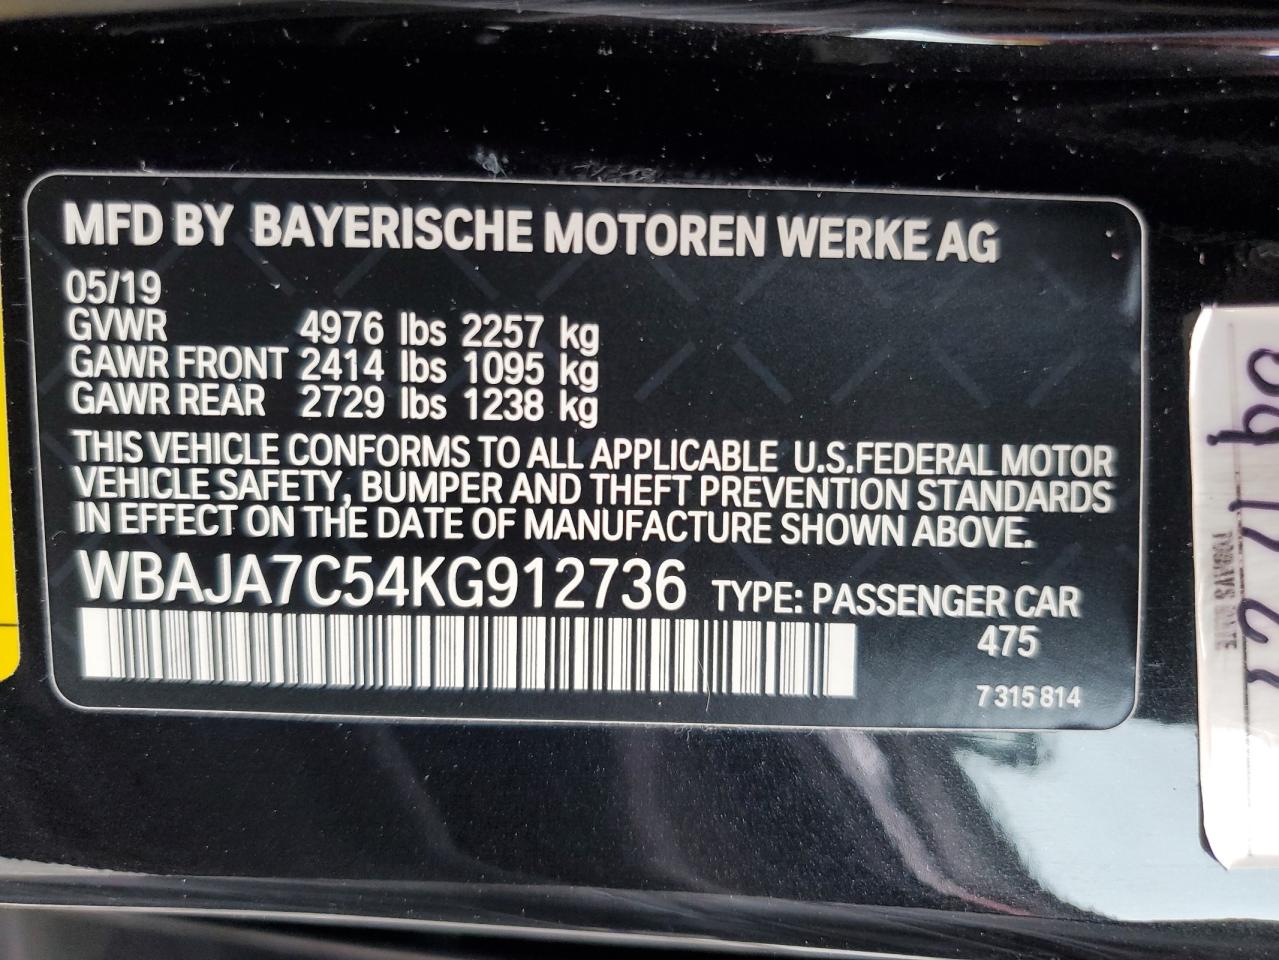 MFD BY BAYERISCHE MOTOREN WERKE AG
05/19
GVWR 4976 lbs 2257 kg
GAWR FRONT 2414 lbs 1095 kg
GAWR REAR 2729 lbs 1238 kg
THIS VEHICLE CONFORMS TO ALL APPLICABLE U.S.FEDERAL MOTOR
VEHICLE SAFETY, BUMPER AND THEFT PREVENTION STANDARDS
IN EFFECT ON THE DATE OF MANUFACTURE SHOWN ABOVE.
WBAJA7C54KG912736 TYPE: PASSENGER CAR
475
7 315 814